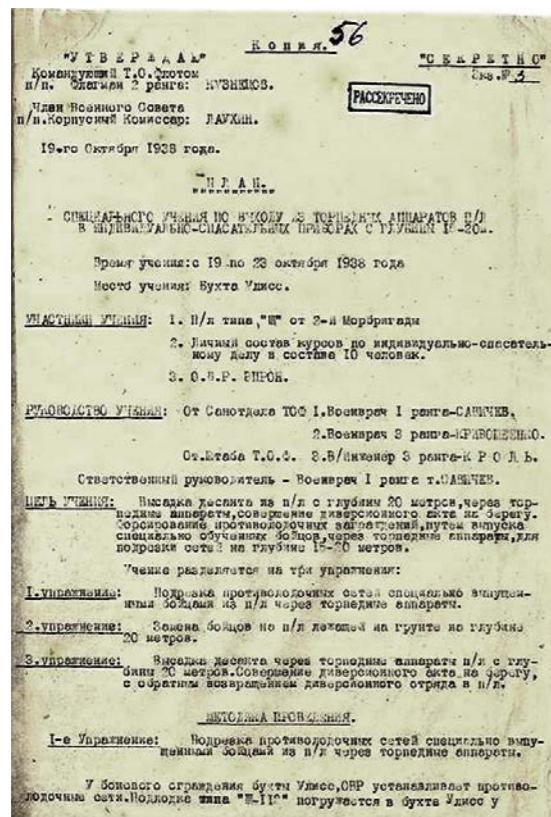 Копия. 56
"УТВЕРЖДАЮ" "СЕКРЕТНО"
Командующий Т.О.Флотом Экз.№ 3
п/п. Флагман 2 ранга: КУЗНЕЦОВ.
РАССЕКРЕЧЕНО
Член Военного Совета
п/п.Корпусный Комиссар: ЛАУХИН.
19.го Октября 1938 года.
ПЛАН.
СПЕЦИАЛЬНОГО УЧЕНИЯ ПО ВЫХОДУ ИЗ ТОРПЕДНЫХ АППАРАТОВ П/Л
В ИНДИВИДУАЛЬНО-СПАСАТЕЛЬНЫХ ПРИБОРАХ С ГЛУБИНЫ 15-20м.
Время учения: с 19 по 23 октября 1938 года
Место учения: Бухта Улисс.
УЧАСТНИКИ УЧЕНИЯ: 1. П/л типа "Щ" от 2-й Морбригады
2. Личный состав курсов по индивидуально-спасатель-
ному делу в составе 10 человек.
3. О.В.Р. ЭПРОН.
РУКОВОДСТВО УЧЕНИЯ: От Санотдела ТОФ 1.Военврач I ранга-САВИЧЕВ.
2.Военврач 3 ранга-КРИВОШЕЕНКО.
От.Штаба Т.О.Ф. 3.В/Инженер 3 ранга-К Р О Л Ь.
Ответственный руководитель - Военврач I ранга т.САВИЧЕВ.
ЦЕЛЬ УЧЕНИЯ: Высадка десанта из п/л с глубины 20 метров,через тор-
педные аппараты,совершение диверсионного акта на берегу.
Форсирование противолодочных заграждений,путем выпуска
специально обученных бойцов,через торпедные аппараты,для
подрезки сетей на глубине 15-20 метров.
Учение разделяется на три упражнения:
1.упражнение: Подрезка противолодочных сетей специально выпущен-
ными бойцами из п/л через торпедные аппараты.
2.упражнение: Замена бойцов на п/л лежащей на грунте на глубине
20 метров.
3.упражнение: Высадка десанта через торпедные аппараты п/л с глу-
бины 20 метров.Совершение диверсионного акта на берегу,
с обратным возвращением диверсионного отряда в п/л.
МЕТОДИКА ПРОВЕДЕНИЯ.
I-е Упражнение: Подрезка противолодочных сетей специально выпу-
щенными бойцами из п/л через торпедные аппараты.
У бонового ограждения бухты Улисс,ОВР устанавливает противо-
лодочные сети.Подлодка типа "Щ-112" погружается в бухте Улисс у